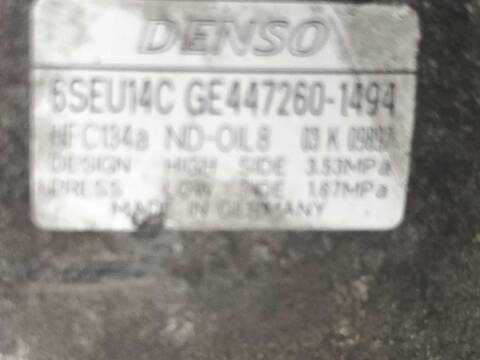 DENSO
6SEU14C GE447260-1494
HFC134a ND-OIL8 03 K
DESIGN HIGH SIDE 3.53MPa
PRESS LOW SIDE 1.67MPa
MADE IN GERMANY